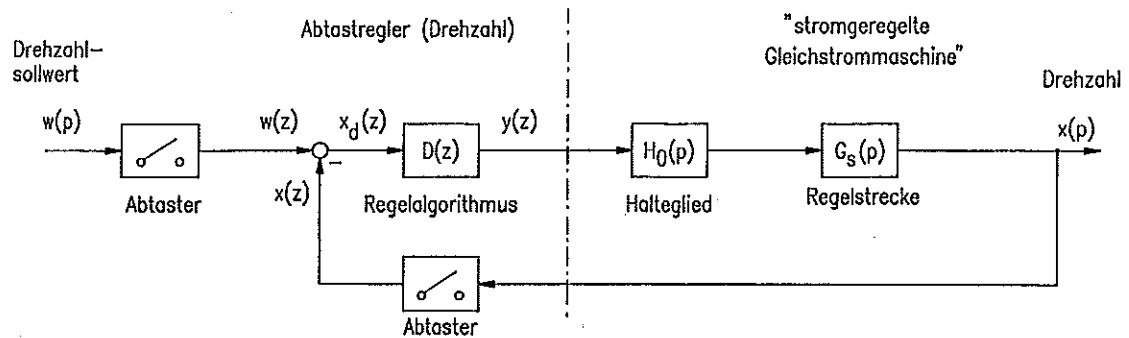 Abtastregler (Drehzahl)
"stromgeregelte
Gleichstrommaschine"
Drehzahl-
sollwert
Drehzahl
w(p)
w(z)
x_d(z)
y(z)
x(p)
D(z)
H_0(p)
G_s(p)
−
x(z)
Abtaster
Regelalgorithmus
Halteglied
Regelstrecke
Abtaster